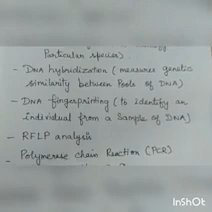 Particular species)
- DNA hybridization (measures genetic
similarity between Pools of DNA)
- DNA fingerprinting (to identify an
individual from a Sample of DNA)
- RFLP analysis
- Polymerase chain Reaction (PCR)
InShOt